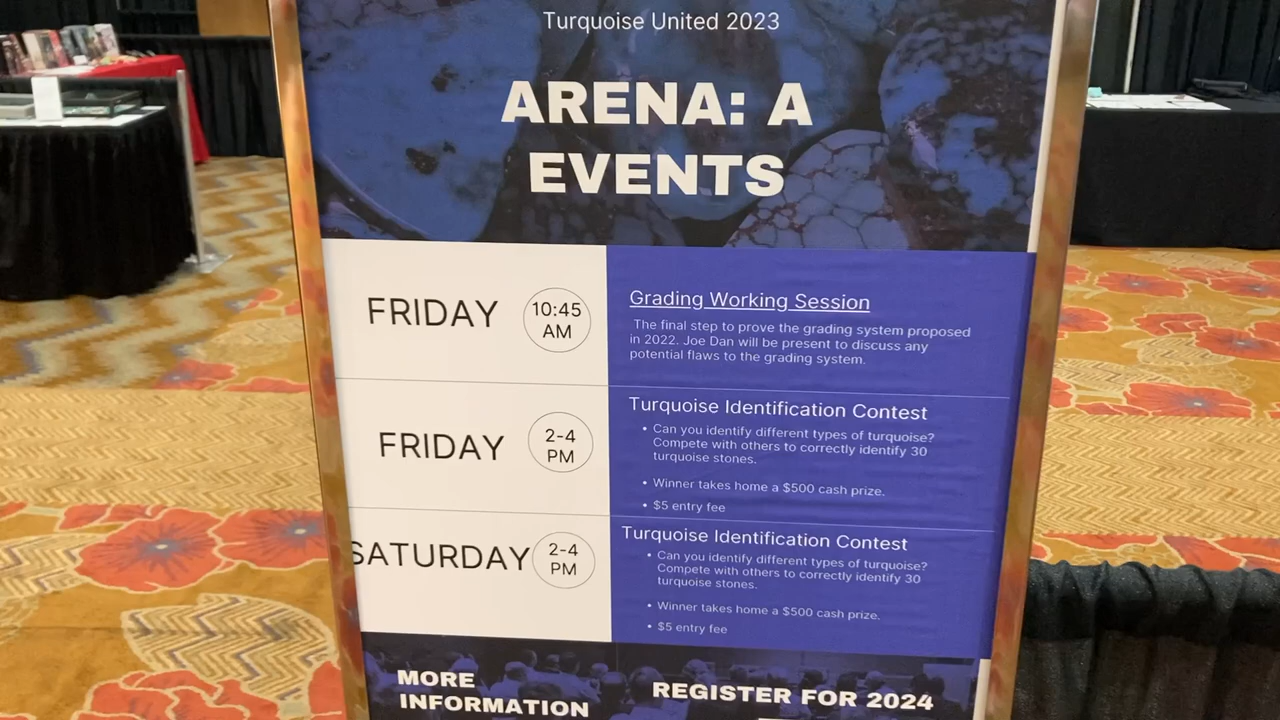 Turquoise United 2023
ARENA: A
EVENTS
FRIDAY
10:45
AM
Grading Working Session
The final step to prove the grading system proposed
in 2022. Joe Dan will be present to discuss any
potential flaws to the grading system.
FRIDAY
2-4
PM
Turquoise Identification Contest
• Can you identify different types of turquoise?
Compete with others to correctly identify 30
turquoise stones.
• Winner takes home a $500 cash prize.
• $5 entry fee
SATURDAY
2-4
PM
Turquoise Identification Contest
• Can you identify different types of turquoise?
Compete with others to correctly identify 30
turquoise stones.
• Winner takes home a $500 cash prize.
• $5 entry fee
MORE
INFORMATION
REGISTER FOR 2024